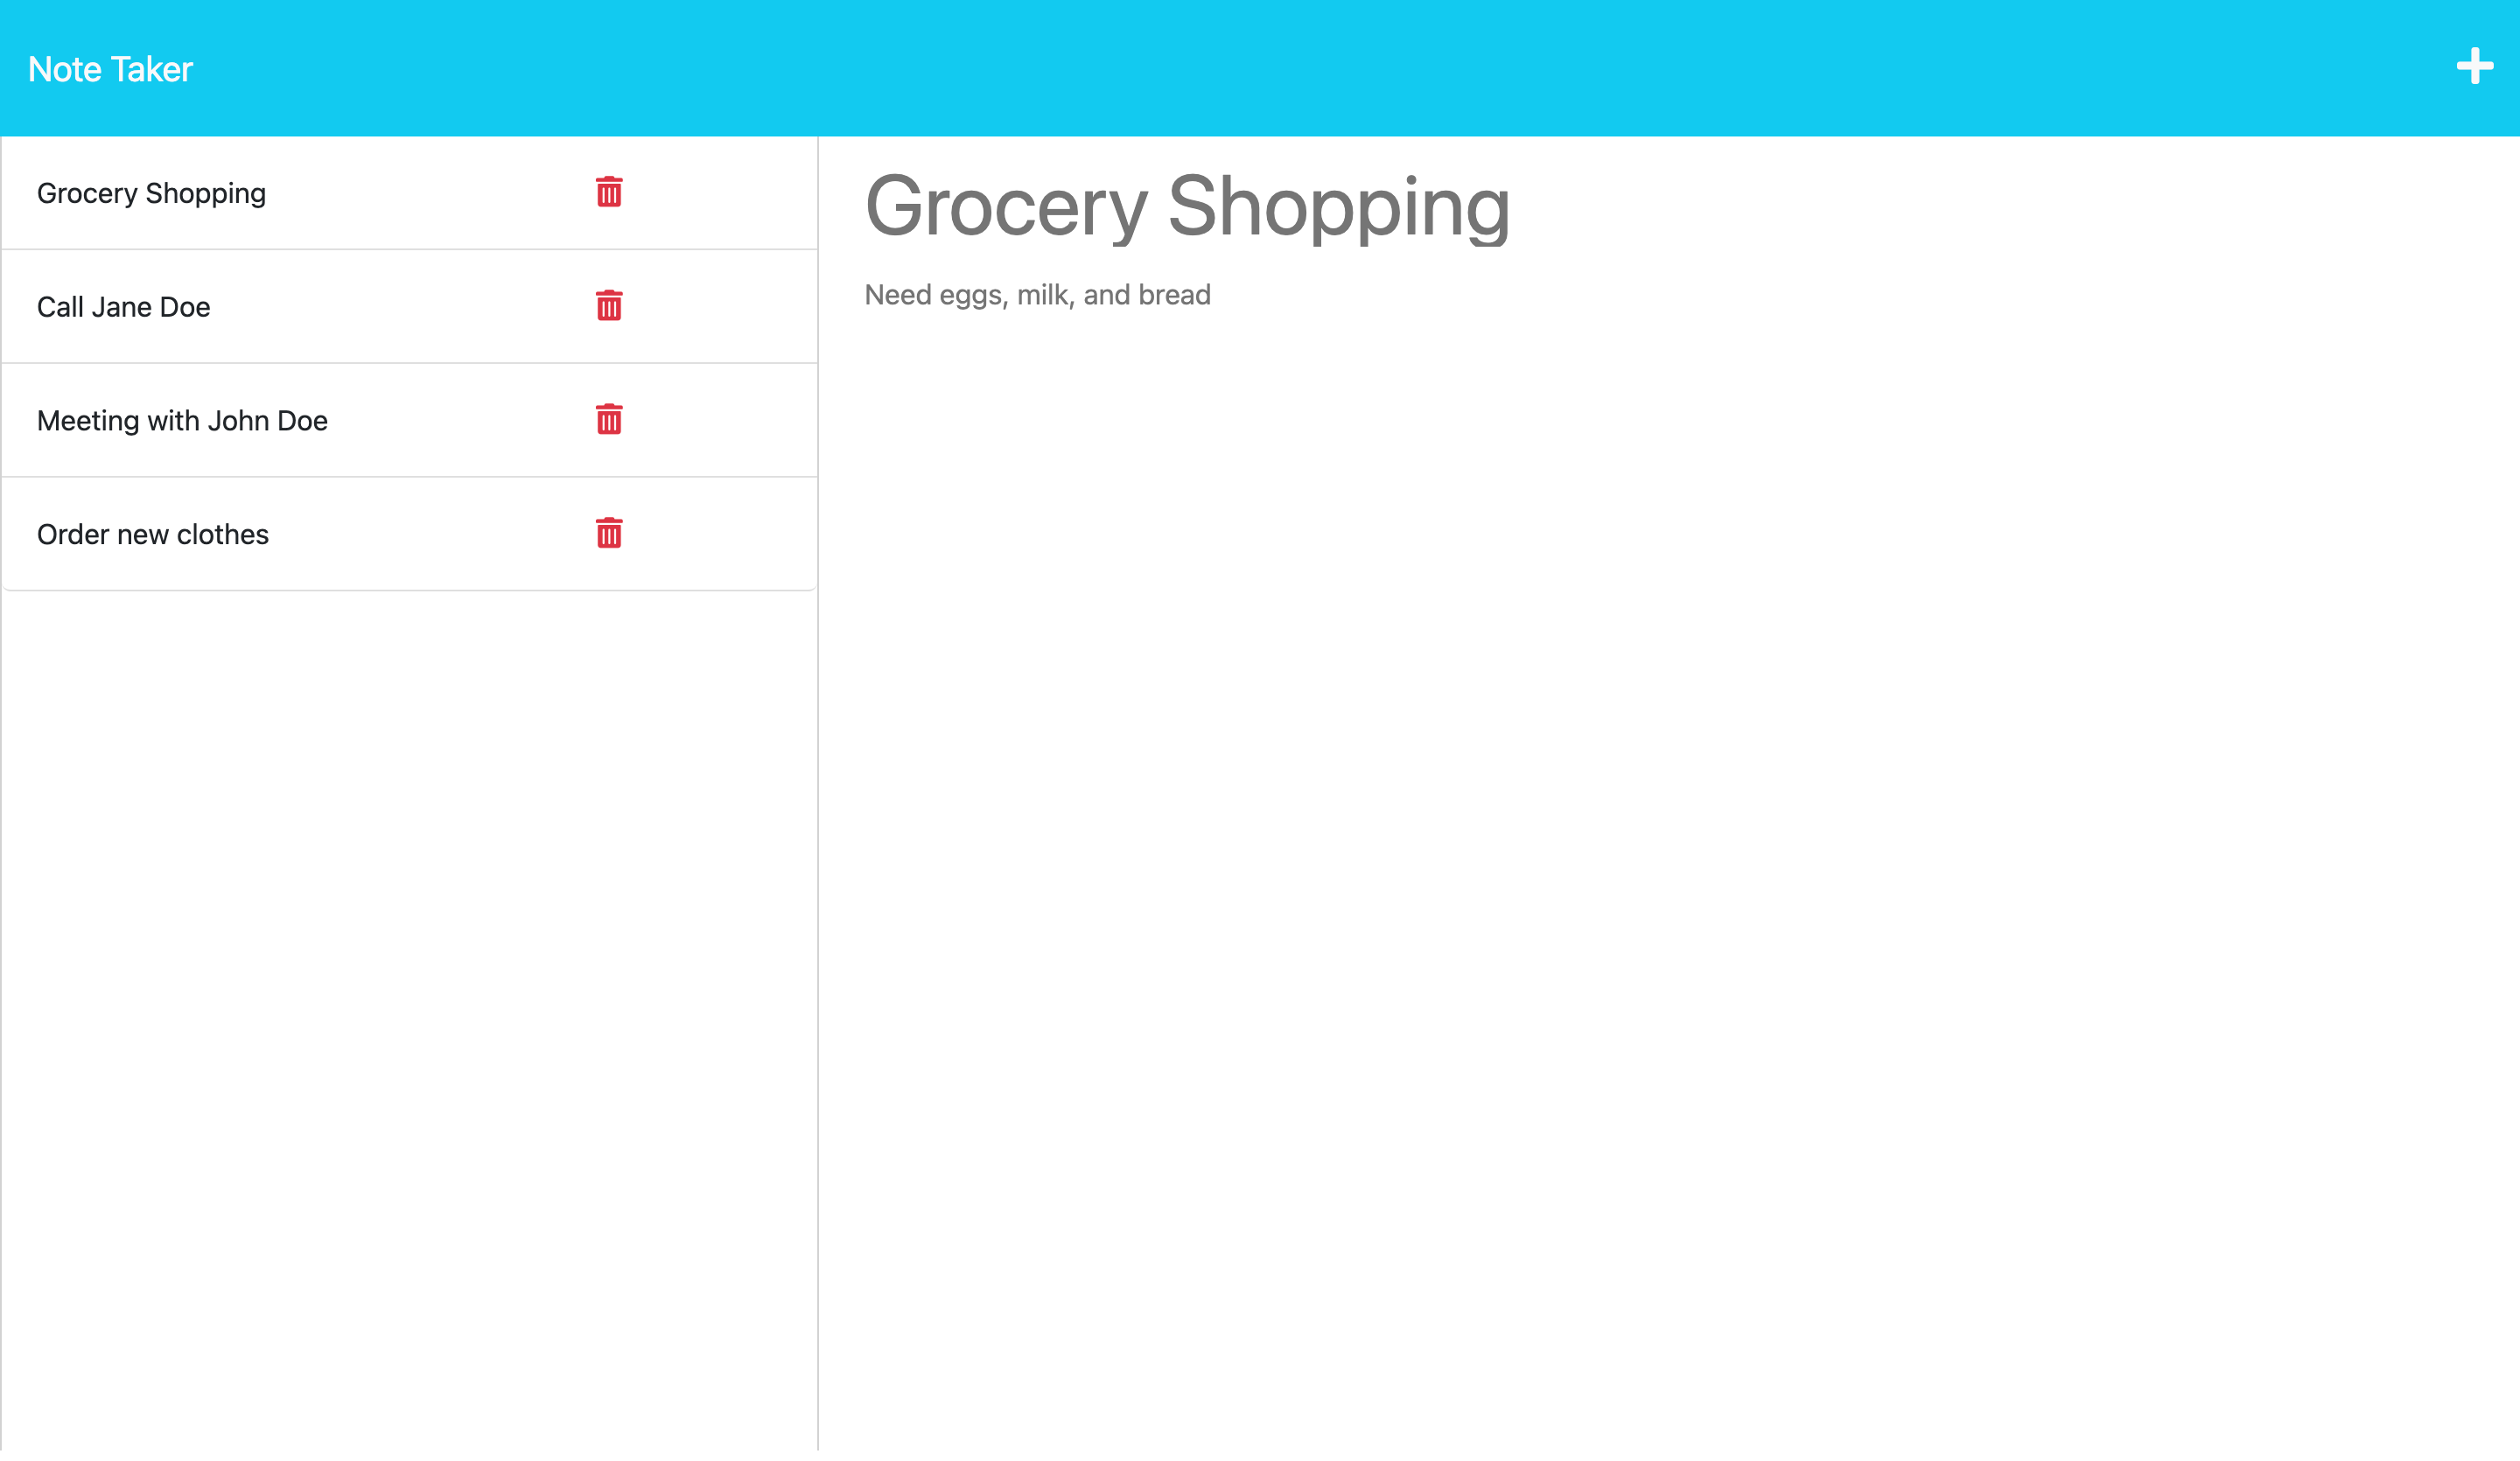 Note Taker
Grocery Shopping
Call Jane Doe
Meeting with John Doe
Order new clothes
Grocery Shopping
Need eggs, milk, and bread